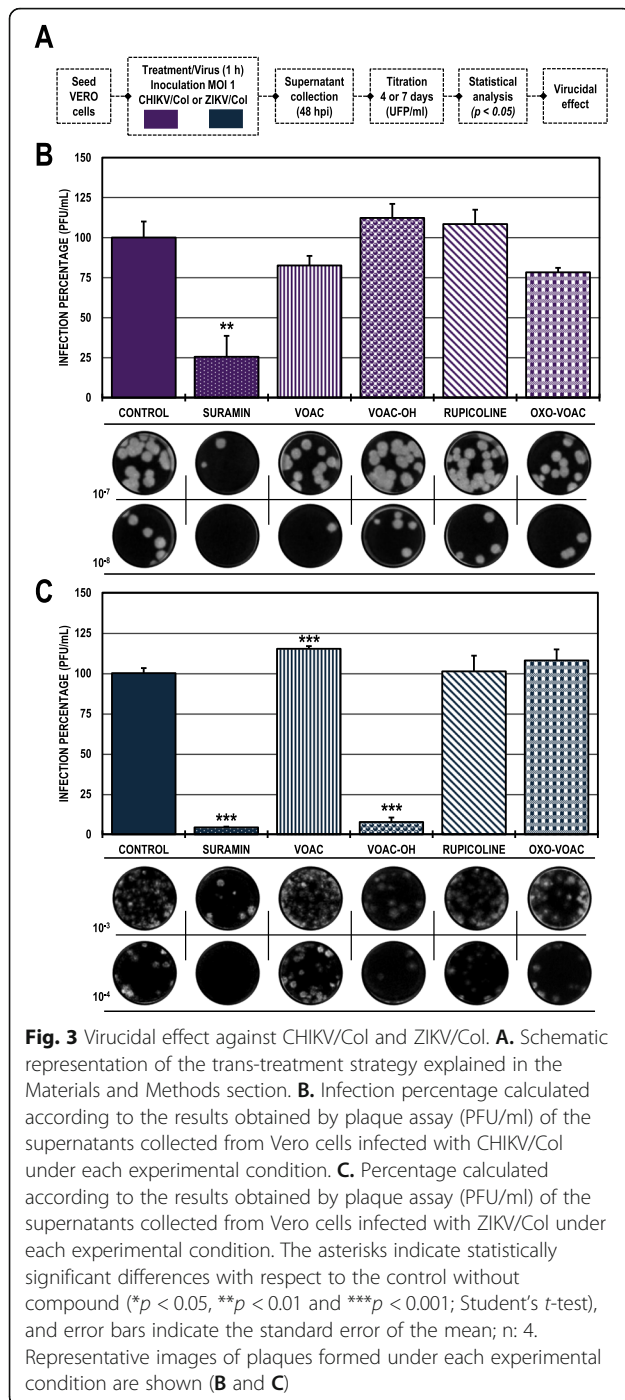 A
Seed
VERO
cells
Treatment/Virus (1 h)
Inoculation MOI 1
CHIKV/Col or ZIKV/Col
Supernatant
collection
(48 hpi)
Titration
4 or 7 days
(UFP/ml)
Statistical
analysis
(p < 0.05)
Virucidal
effect
B
INFECTION PERCENTAGE (PFU/mL)
150
125
100
75
50
25
0
**
CONTROL SURAMIN VOAC VOAC-OH RUPICOLINE OXO-VOAC
10-7
10-8
C
INFECTION PERCENTAGE (PFU/mL)
150
125
100
75
50
25
0
***
***
***
CONTROL SURAMIN VOAC VOAC-OH RUPICOLINE OXO-VOAC
10-3
10-4
Fig. 3 Virucidal effect against CHIKV/Col and ZIKV/Col. A. Schematic
representation of the trans-treatment strategy explained in the
Materials and Methods section. B. Infection percentage calculated
according to the results obtained by plaque assay (PFU/ml) of the
supernatants collected from Vero cells infected with CHIKV/Col
under each experimental condition. C. Percentage calculated
according to the results obtained by plaque assay (PFU/ml) of the
supernatants collected from Vero cells infected with ZIKV/Col under
each experimental condition. The asterisks indicate statistically
significant differences with respect to the control without
compound (*p < 0.05, **p < 0.01 and ***p < 0.001; Student's t-test),
and error bars indicate the standard error of the mean; n: 4.
Representative images of plaques formed under each experimental
condition are shown (B and C)